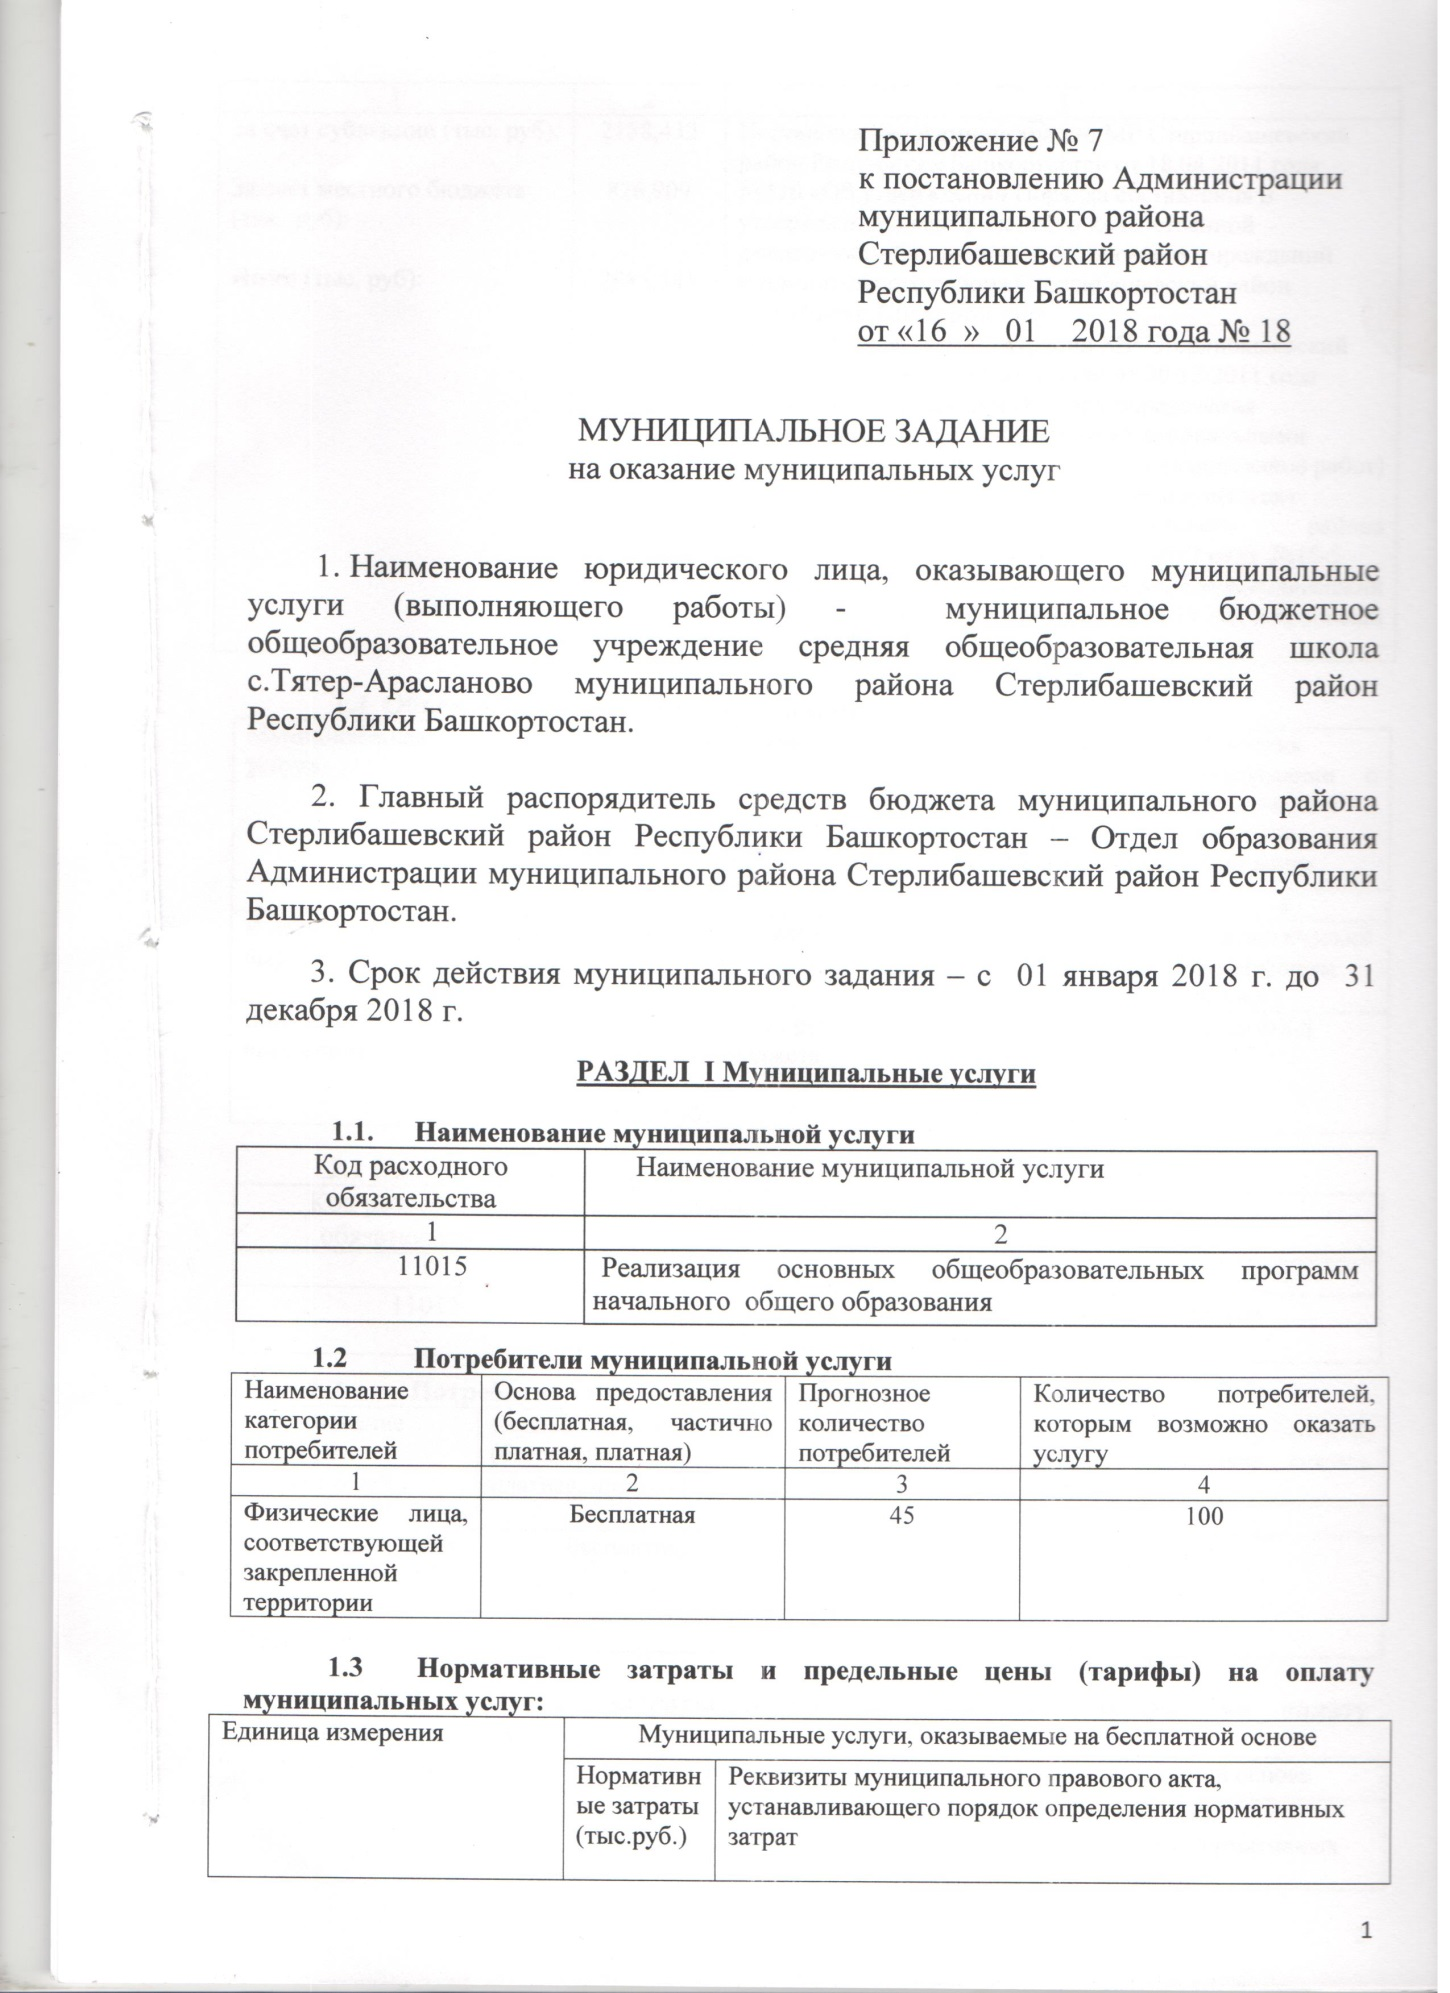 Приложение № 7
к постановлению Администрации
муниципального района
Стерлибашевский район
Республики Башкортостан
от «16 » 01 2018 года № 18
МУНИЦИПАЛЬНОЕ ЗАДАНИЕ
на оказание муниципальных услуг
1. Наименование юридического лица, оказывающего муниципальные
услуги (выполняющего работы) - муниципальное бюджетное
общеобразовательное учреждение средняя общеобразовательная школа
с.Тятер-Арасланово муниципального района Стерлибашевский район
Республики Башкортостан.
2. Главный распорядитель средств бюджета муниципального района
Стерлибашевский район Республики Башкортостан – Отдел образования
Администрации муниципального района Стерлибашевский район Республики
Башкортостан.
3. Срок действия муниципального задания – с 01 января 2018 г. до 31
декабря 2018 г.
РАЗДЕЛ I Муниципальные услуги
1.1. Наименование муниципальной услуги
Код расходного
обязательства
Наименование муниципальной услуги
1
2
11015
Реализация основных общеобразовательных программ
начального общего образования
1.2 Потребители муниципальной услуги
Наименование
категории
потребителей
Основа предоставления
(бесплатная, частично
платная, платная)
Прогнозное
количество
потребителей
Количество потребителей,
которым возможно оказать
услугу
1
2
3
4
Физические лица,
соответствующей
закрепленной
территории
Бесплатная
45
100
1.3 Нормативные затраты и предельные цены (тарифы) на оплату
муниципальных услуг:
Единица измерения
Муниципальные услуги, оказываемые на бесплатной основе
Нормативн
ые затраты
(тыс.руб.)
Реквизиты муниципального правового акта,
устанавливающего порядок определения нормативных
затрат
1